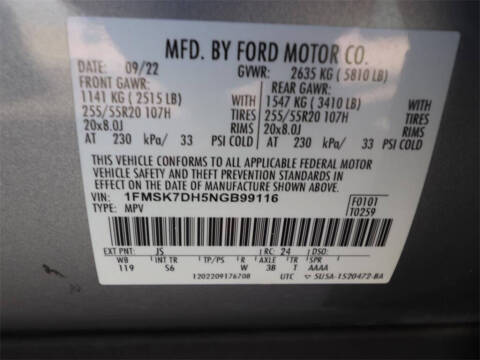 MFD. BY FORD MOTOR CO.
DATE: 09/22 GVWR: 2635 KG ( 5810 LB)
FRONT GAWR: REAR GAWR:
1141 KG ( 2515 LB) WITH 1547 KG ( 3410 LB) WITH
255/55R20 107H TIRES 255/55R20 107H TIRES
20x8.0J RIMS 20x8.0J RIMS
AT 230 kPa/ 33 PSI COLD AT 230 kPa/ 33 PSI COLD
THIS VEHICLE CONFORMS TO ALL APPLICABLE FEDERAL MOTOR
VEHICLE SAFETY AND THEFT PREVENTION STANDARDS IN
EFFECT ON THE DATE OF MANUFACTURE SHOWN ABOVE.
VIN: 1FMSK7DH5NGB99116 F0101
TYPE: MPV T0259
EXT PNT: JS RC: 24 DSO:
WB INT TR TP/PS R AXLE TR SPR
119 S6 W 3B T AAAA
1202209176708 UTC 5U5A-1520472-BA